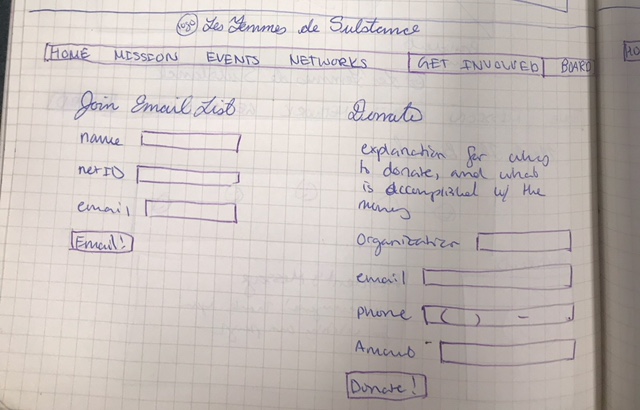 logo Les Femmes de Substance
HOME MISSION EVENTS NETWORKS GET INVOLVED BOARD
HO
Join Email List
name
netID
email
Email!
Donate
explanation for why
to donate, and what
is accomplished w/ the
money
Organization
email
phone ( ) -
Amount
Donate!